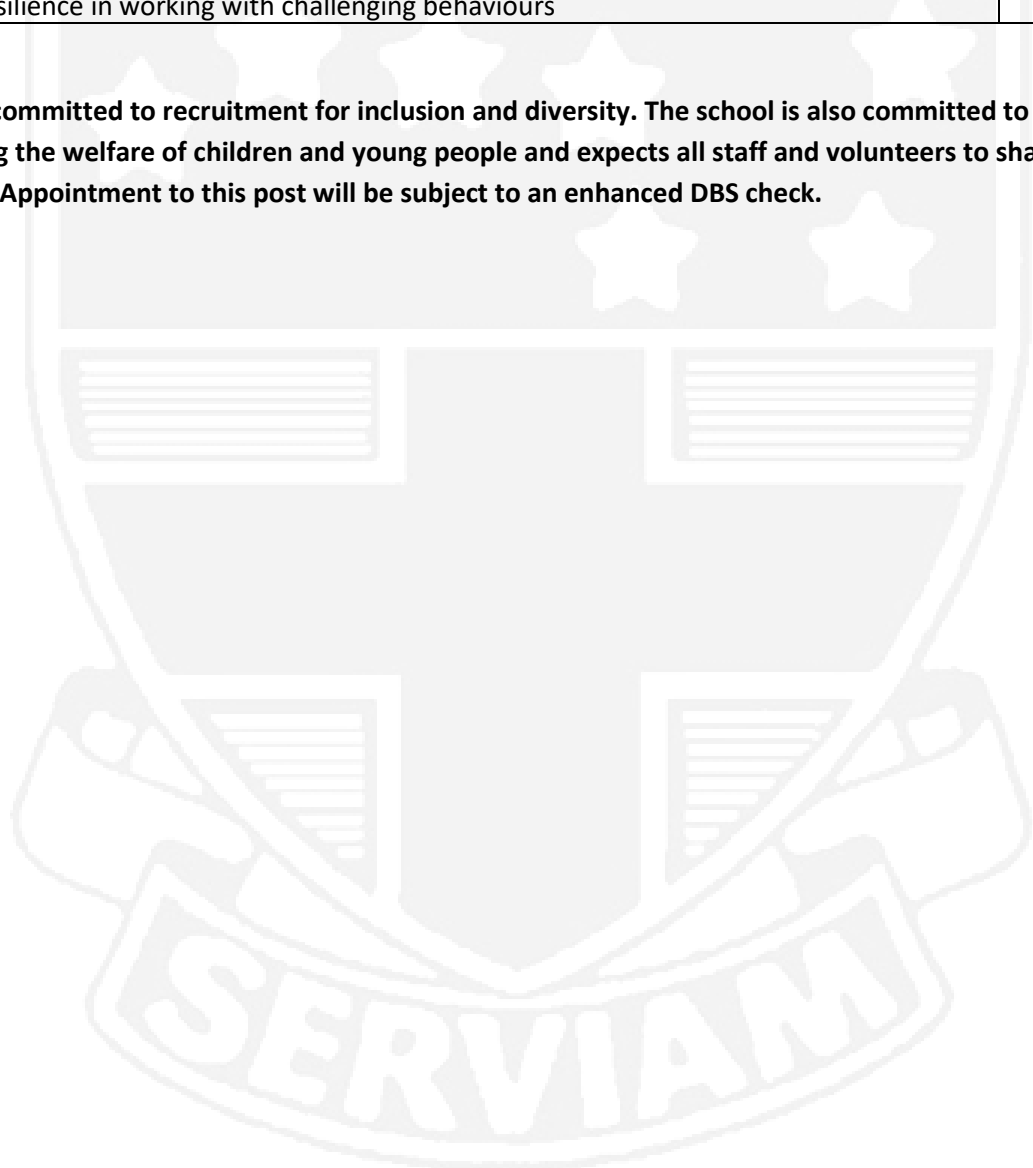 silience in working with challenging behaviours
committed to recruitment for inclusion and diversity. The school is also committed to
g the welfare of children and young people and expects all staff and volunteers to sha
Appointment to this post will be subject to an enhanced DBS check.
SERVIAM